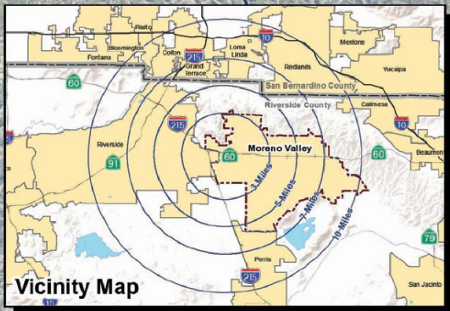 Rialto
Bloomington
Fontana
Colton
Grand
Terrace
Loma
Linda
Redlands
Mentone
Yucaipa
10
215
60
San Bernardino County
Riverside County
Calimesa
10
Beaumont
Riverside
91
215
60
Moreno Valley
60
3-Miles
5-Miles
7-Miles
10-Miles
79
Perris
215
San Jacinto
Vicinity Map